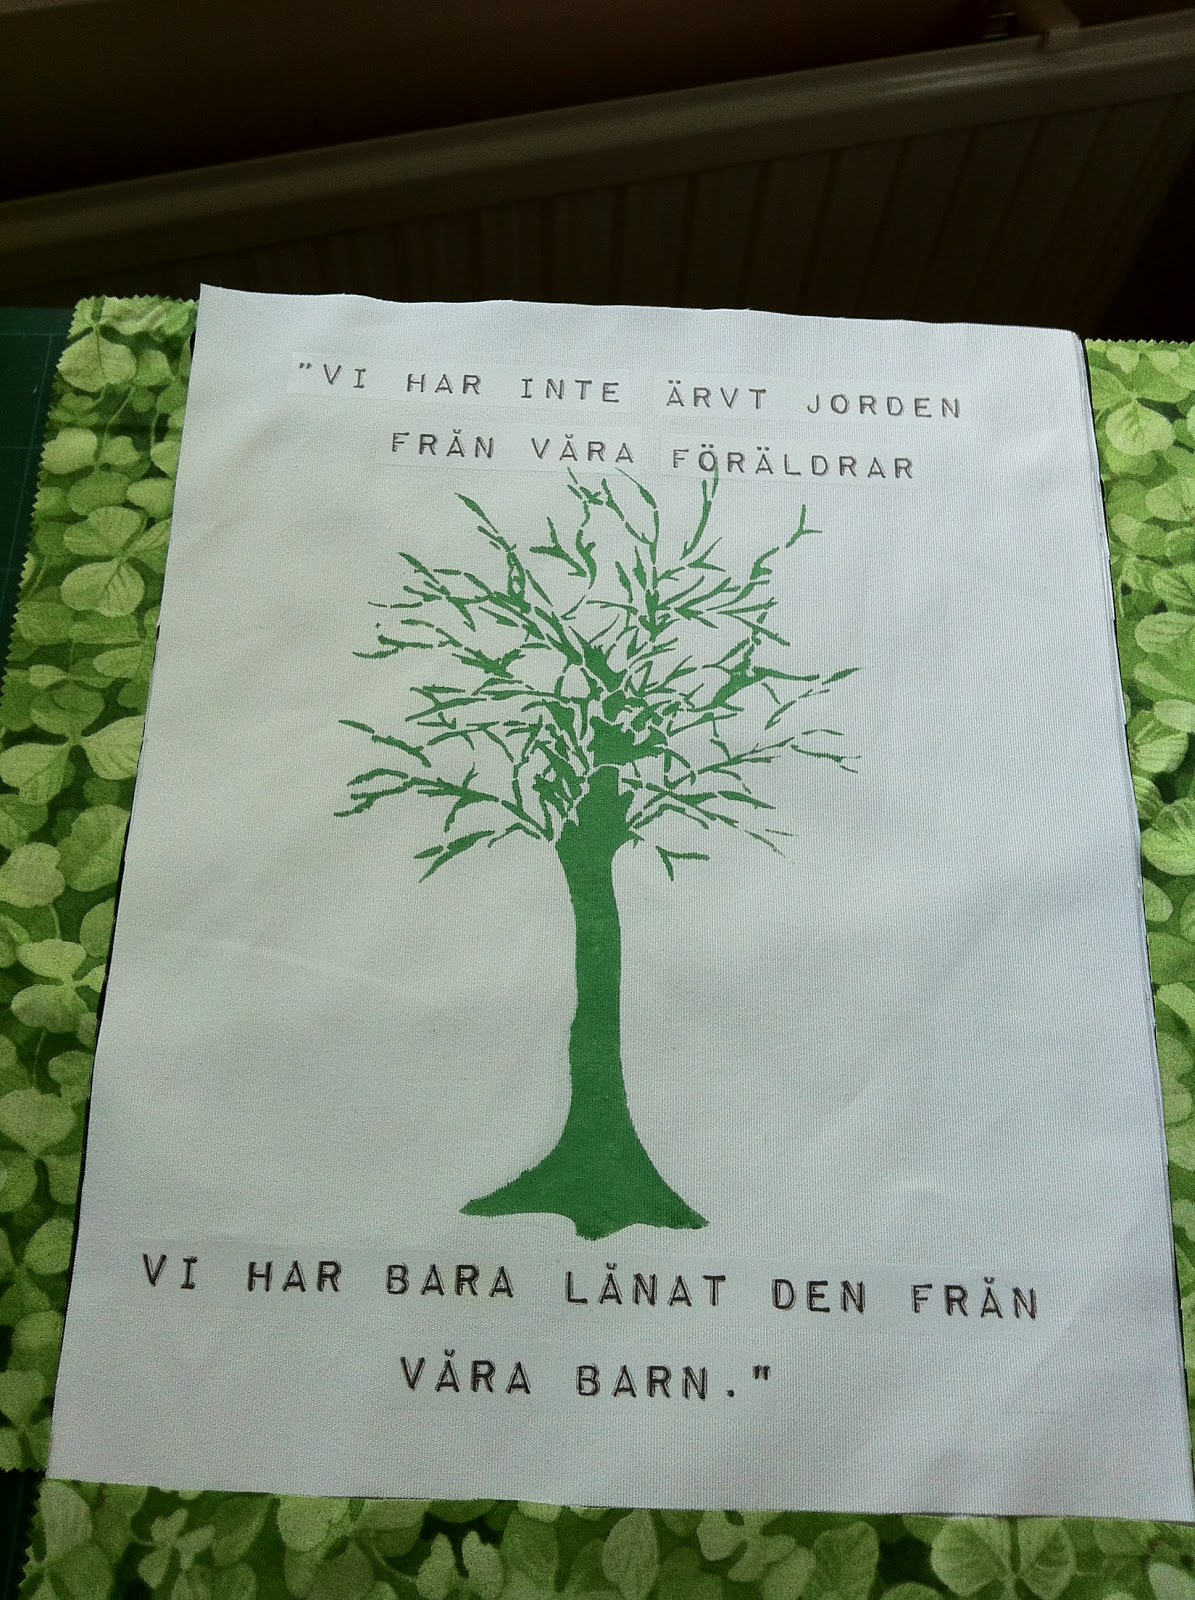 "VI HAR INTE ÄRVT JORDEN
FRÅN VÅRA FÖRÄLDRAR
VI HAR BARA LÅNAT DEN FRÅN
VÅRA BARN."